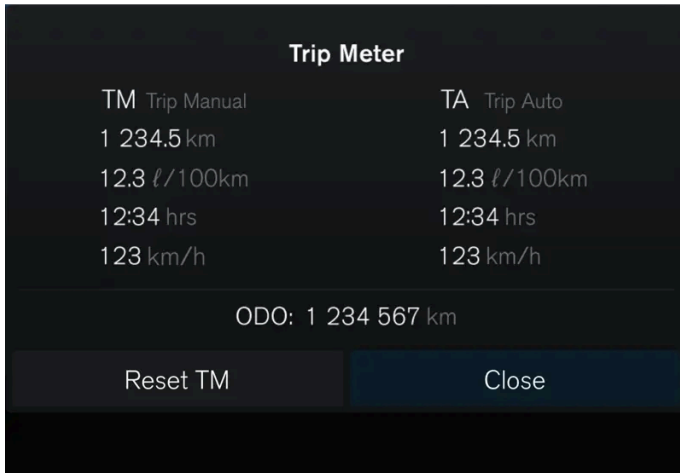 Trip Meter
TM Trip Manual
1 234.5 km
12.3 ℓ/100km
12:34 hrs
123 km/h
TA Trip Auto
1 234.5 km
12.3 ℓ/100km
12:34 hrs
123 km/h
ODO: 1 234 567 km
Reset TM
Close